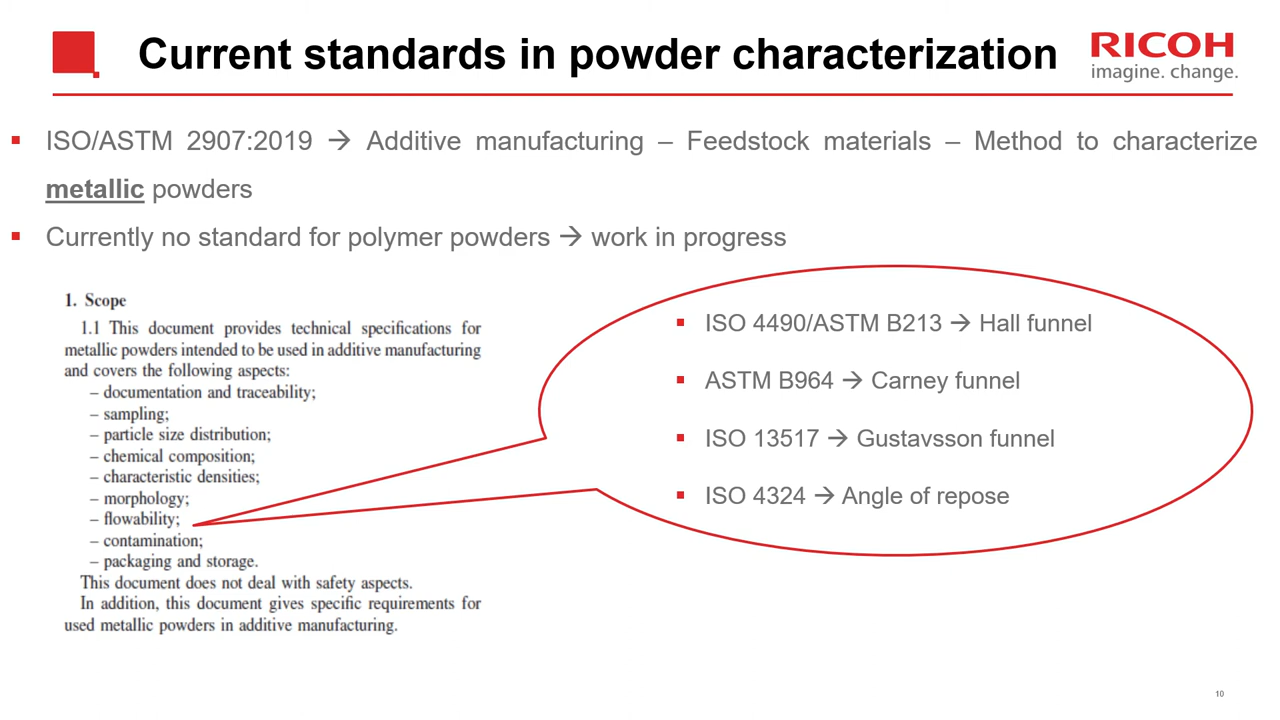 Current standards in powder characterization
RICOH
imagine. change.
▪ ISO/ASTM 2907:2019 → Additive manufacturing – Feedstock materials – Method to characterize
metallic powders
▪ Currently no standard for polymer powders → work in progress
1. Scope
1.1 This document provides technical specifications for
metallic powders intended to be used in additive manufacturing
and covers the following aspects:
– documentation and traceability;
– sampling;
– particle size distribution;
– chemical composition;
– characteristic densities;
– morphology;
– flowability;
– contamination;
– packaging and storage.
This document does not deal with safety aspects.
In addition, this document gives specific requirements for
used metallic powders in additive manufacturing.
▪ ISO 4490/ASTM B213 → Hall funnel
▪ ASTM B964 → Carney funnel
▪ ISO 13517 → Gustavsson funnel
▪ ISO 4324 → Angle of repose
10